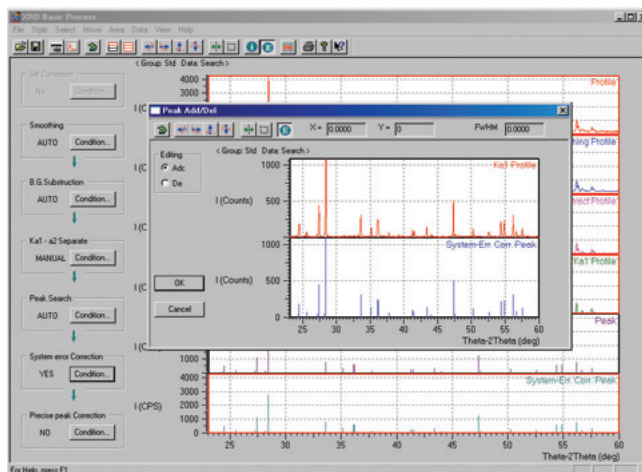 XRD Basic Process
File Style Select Move Area Data View Help
< Group: Std Data: Search >
Slit Correction
No Condition...
Smoothing
AUTO Condition...
B.G.Substruction
AUTO Condition...
Ka1 - a2 Separate
MANUAL Condition...
Peak Search
AUTO Condition...
System error Correction
YES Condition...
Precise peak Correction
NO Condition...
4000
3000
Profile
Ka1 Profile
Peak
Peak Add/Del
X = 0.0000 Y = 0 FWHM 0.0000
Editing
Adc
De
OK
Cancel
< Group: Std Data: Search >
1000
500
0
I (Counts)
Ka1 Profile
1000
500
0
I (Counts)
System-Err. Corr. Peak
25 30 35 40 45 50 55 60
Theta-2Theta (deg)
1000
0
4000
3000
2000
1000
0
I (CPS)
System-Err. Corr. Peak
25 30 35 40 45 50 55 60
Theta-2Theta (deg)
For Help, press F1